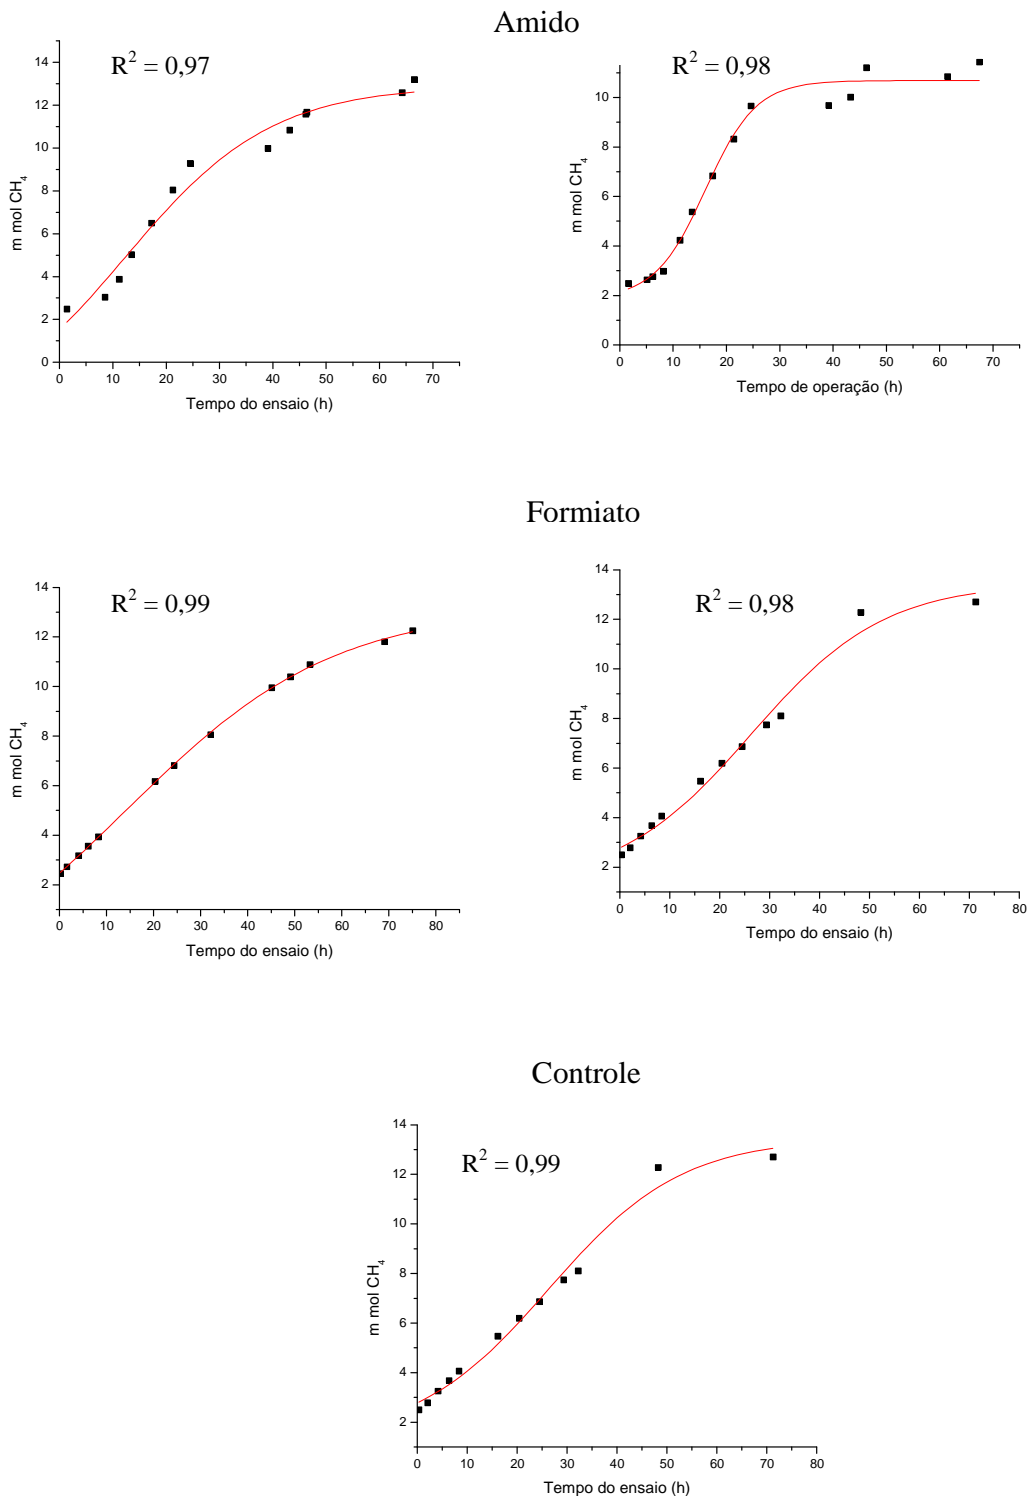 Amido
R² = 0,97
14
12
10
8
6
4
2
0
m mol CH₄
0 10 20 30 40 50 60 70
Tempo do ensaio (h)
R² = 0,98
10
8
6
4
2
0
m mol CH₄
0 10 20 30 40 50 60 70
Tempo de operação (h)
Formiato
R² = 0,99
14
12
10
8
6
4
2
m mol CH₄
0 10 20 30 40 50 60 70 80
Tempo do ensaio (h)
R² = 0,98
14
12
10
8
6
4
2
m mol CH₄
0 10 20 30 40 50 60 70 80
Tempo do ensaio (h)
Controle
R² = 0,99
14
12
10
8
6
4
2
m mol CH₄
0 10 20 30 40 50 60 70 80
Tempo do ensaio (h)